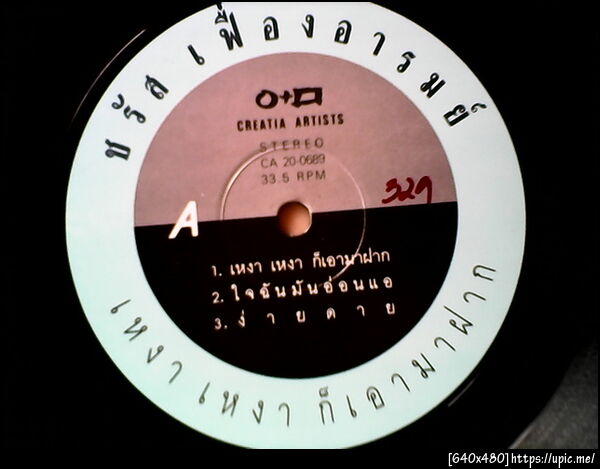 ชรัส เฟื่องอารมย์
CREATIA ARTISTS
STEREO
CA 20-0689
33.5 RPM
329
A
1. เหงา เหงา ก็เอามาฝาก
2. ใจฉันมันอ่อนแอ
3. ง่ายดาย
เหงา เหงา ก็เอามาฝาก
[640x480]https://upic.me/